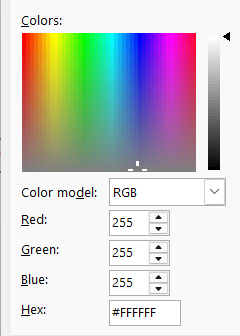 Colors:
Color model: RGB
Red: 255
Green: 255
Blue: 255
Hex: #FFFFFF